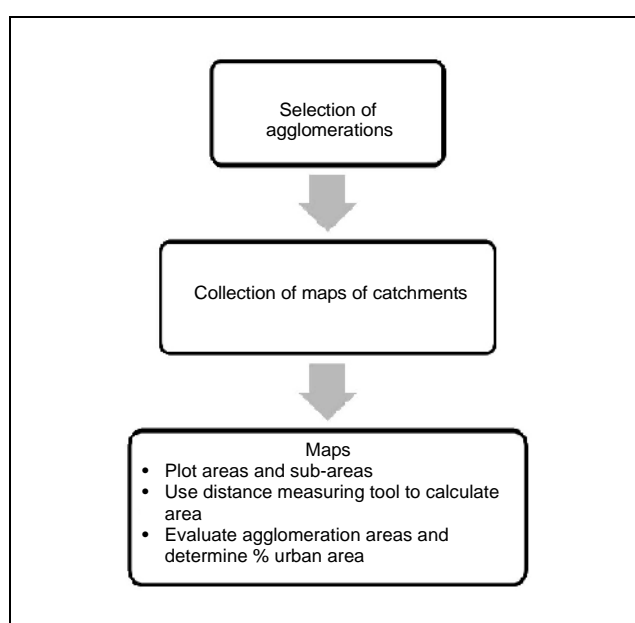 Selection of
agglomerations
Collection of maps of catchments
Maps
• Plot areas and sub-areas
• Use distance measuring tool to calculate
area
• Evaluate agglomeration areas and
determine % urban area